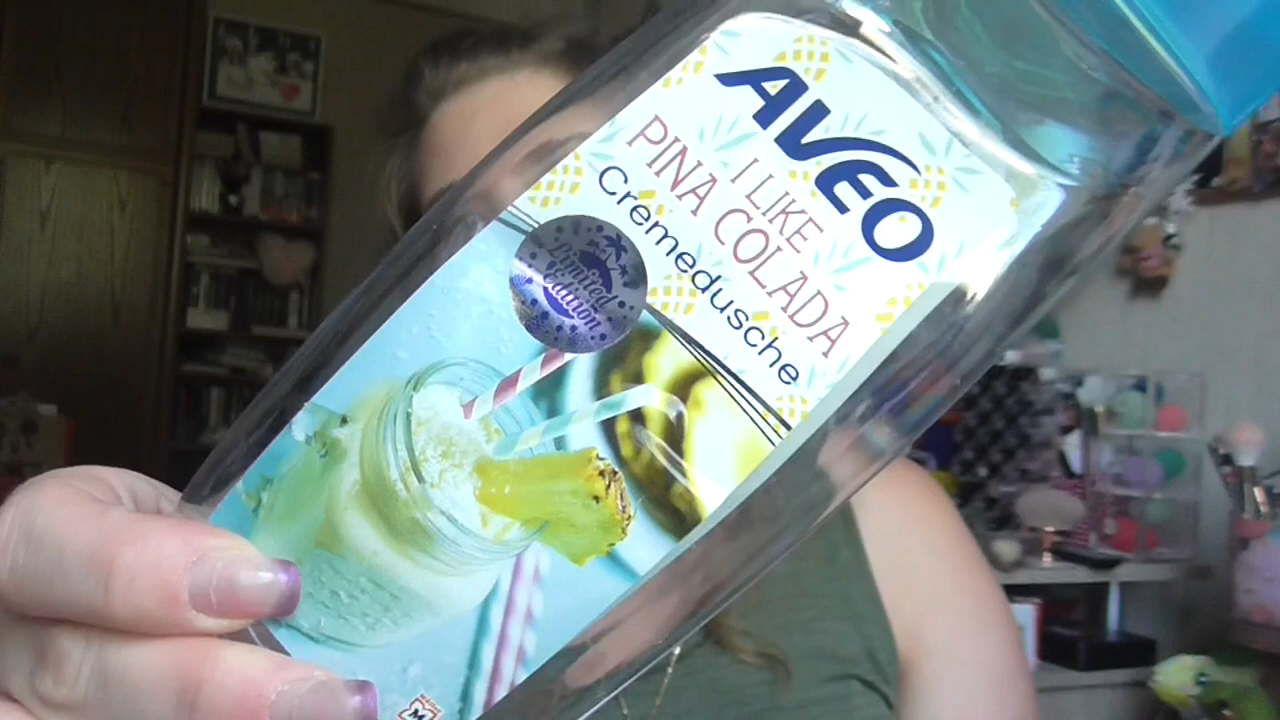 AVEO
I LIKE
PINA COLADA
Cremedusche
Limited
Edition
M